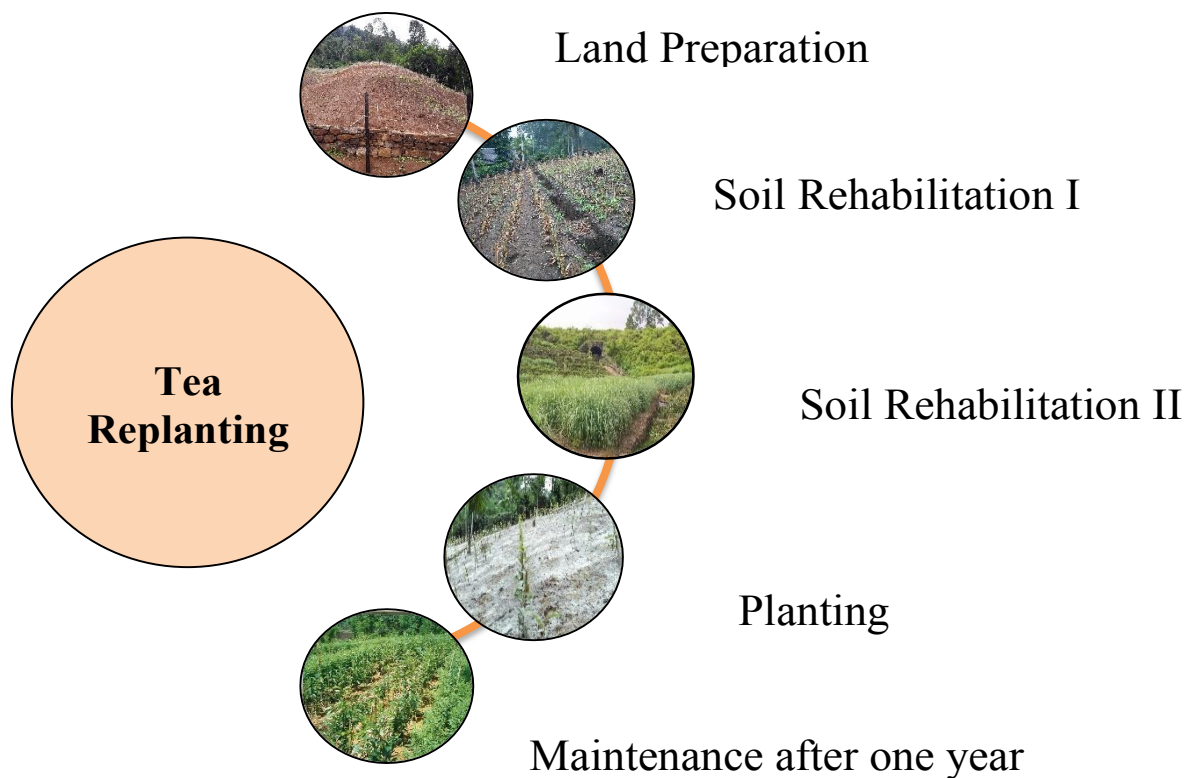 Land Preparation
Soil Rehabilitation I
Soil Rehabilitation II
Tea
Replanting
Planting
Maintenance after one year